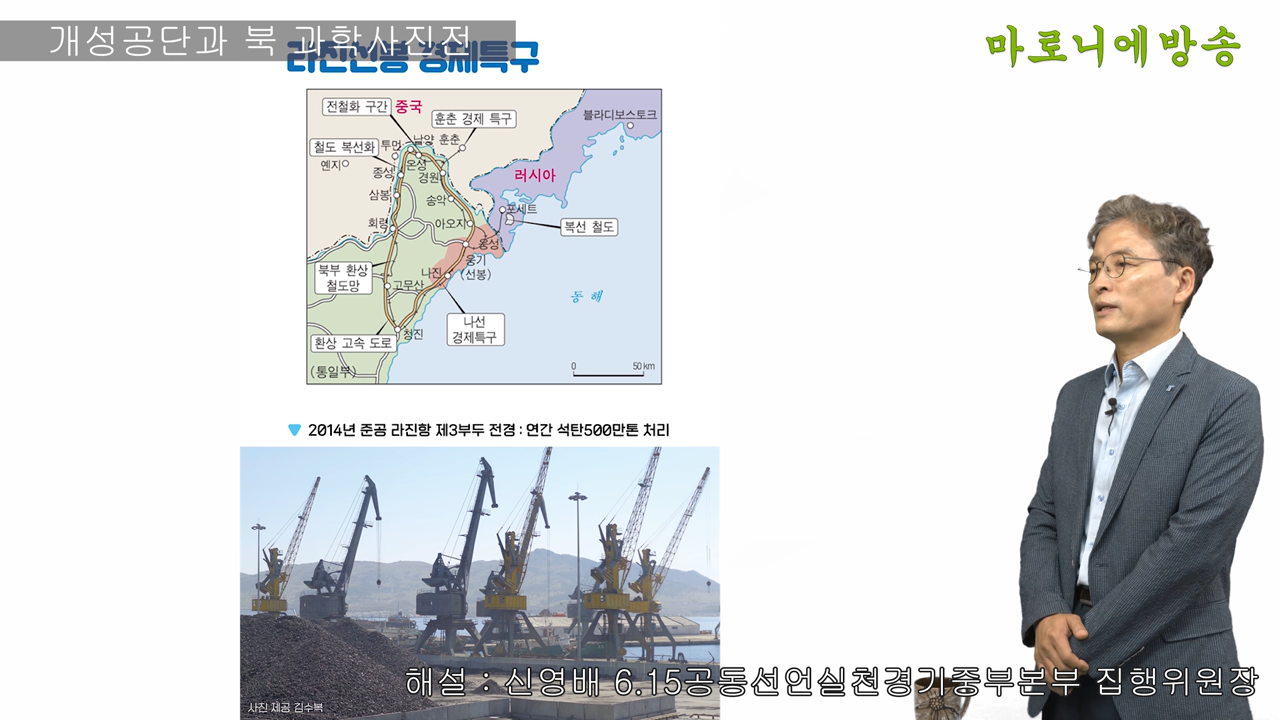 개성공단과 북 과학사진전
마로니에방송
라진선봉 경제특구
전철화 구간
중국
훈춘 경제 특구
블라디보스토크
철도 복선화
투먼
남양
훈춘
옌지
온성
종성
경원
러시아
삼봉
송악
포세트
회령
아오지
복선 철도
홍성
웅기
(선봉)
북부 환상
철도망
나진
고무산
동해
나선
경제특구
청진
환상 고속 도로
(통일부)
0 50km
2014년 준공 라진항 제3부두 전경 : 연간 석탄500만톤 처리
해설 : 신영배 6.15공동선언실천경기중부본부 집행위원장
사진 제공 김수복